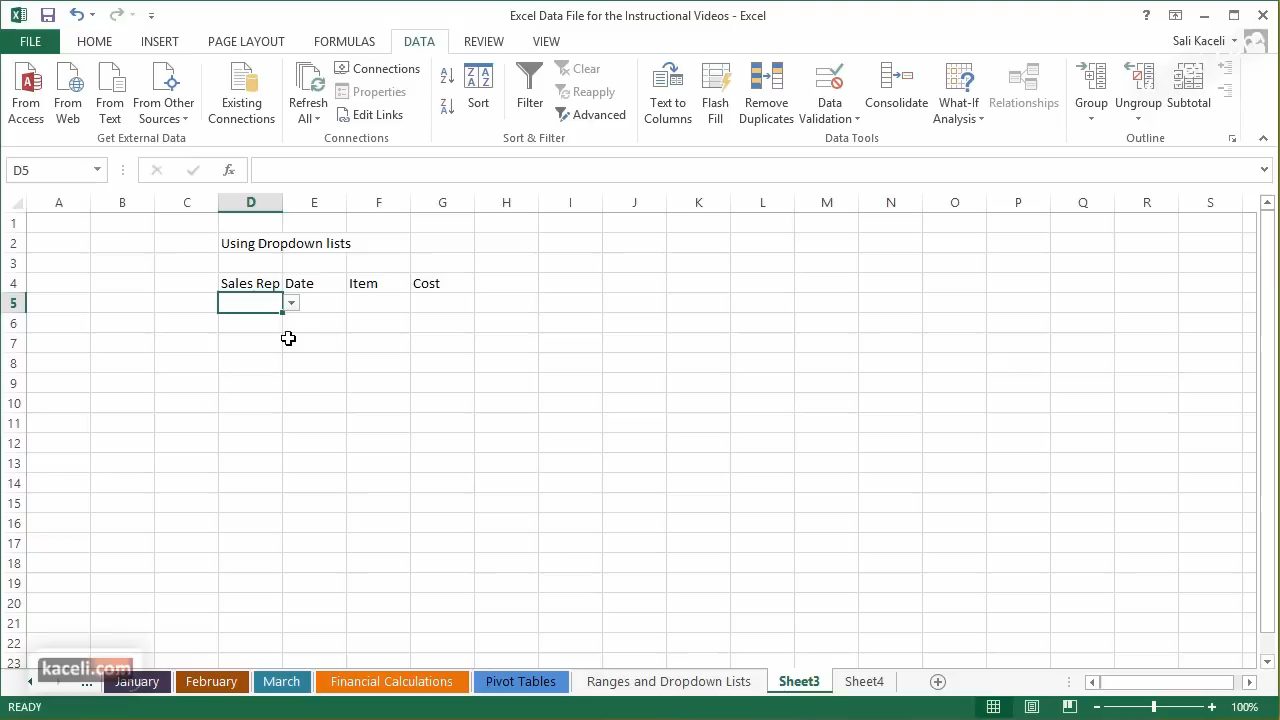 Excel Data File for the Instructional Videos - Excel
FILE HOME INSERT PAGE LAYOUT FORMULAS DATA REVIEW VIEW Sali Kaceli
From Access
From Web
From Text
From Other Sources
Existing Connections
Get External Data
Refresh All
Connections
Properties
Edit Links
Connections
Sort
Filter
Clear
Reapply
Advanced
Sort & Filter
Text to Columns
Flash Fill
Remove Duplicates
Data Validation
Consolidate
What-If Analysis
Relationships
Data Tools
Group
Ungroup
Subtotal
Outline
D5 fx
A B C D E F G H I J K L M N O P Q R S
1
2 Using Dropdown lists
3
4 Sales Rep Date Item Cost
5
6
7
8
9
10
11
12
13
14
15
16
17
18
19
20
21
22
23
kaceli.com
... January February March Financial Calculations Pivot Tables Ranges and Dropdown Lists Sheet3 Sheet4
READY 100%